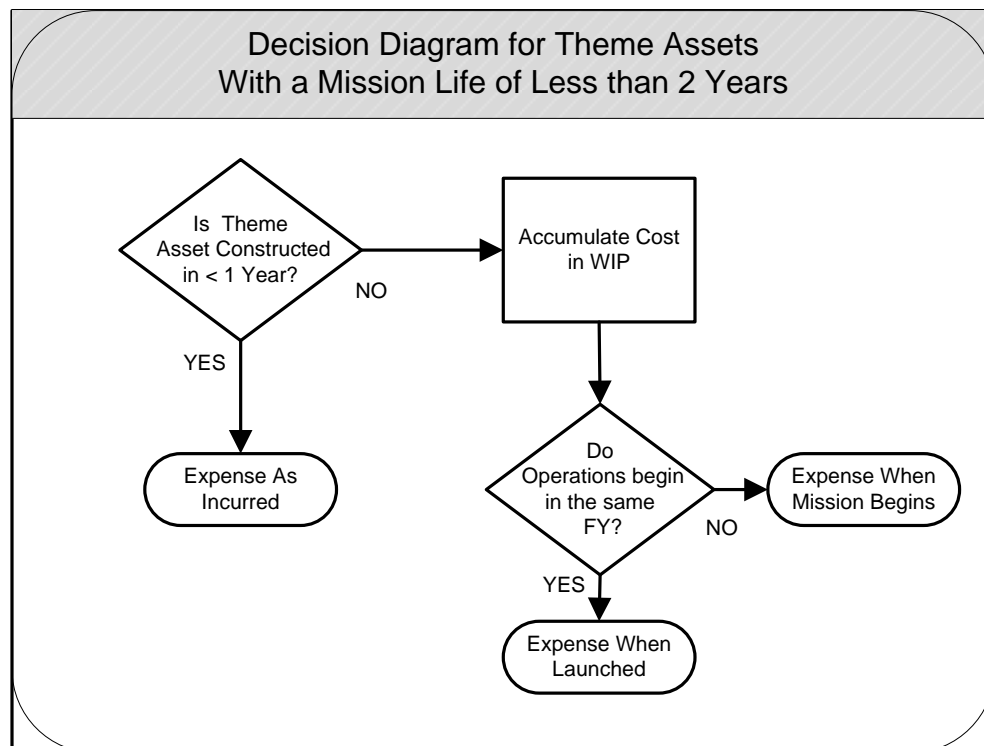 Decision Diagram for Theme Assets
With a Mission Life of Less than 2 Years
Is Theme
Asset Constructed
in < 1 Year?
NO
Accumulate Cost
in WIP
YES
Expense As
Incurred
Do
Operations begin
in the same
FY?
NO
Expense When
Mission Begins
YES
Expense When
Launched